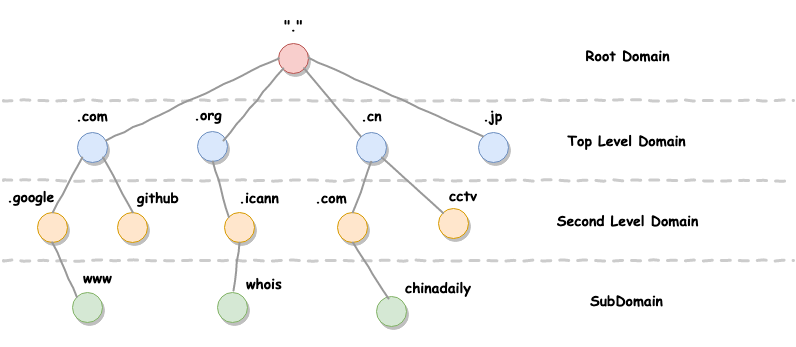 "."
Root Domain
.com
.org
.cn
.jp
Top Level Domain
.google
github
.icann
.com
cctv
Second Level Domain
www
whois
chinadaily
SubDomain